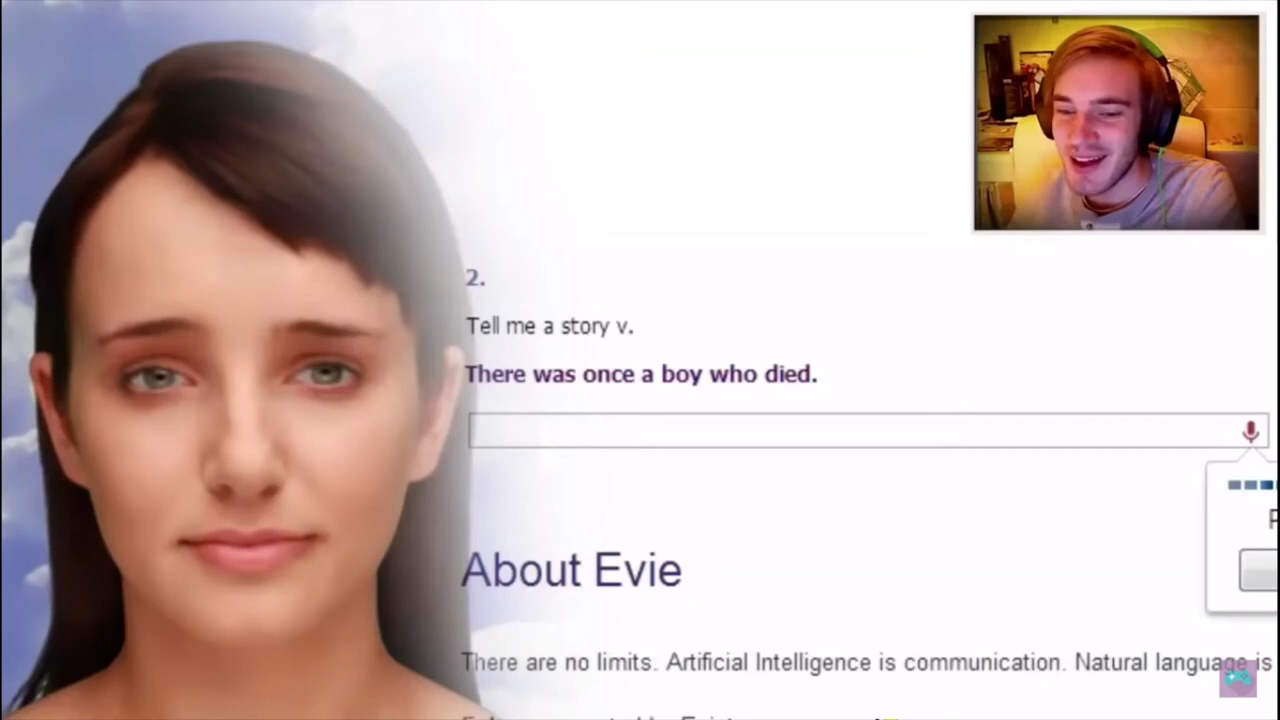 2.
Tell me a story v.
There was once a boy who died.
About Evie
There are no limits. Artificial Intelligence is communication. Natural language is